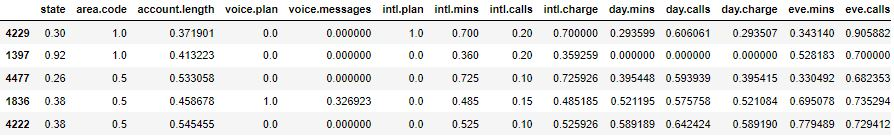 state area.code account.length voice.plan voice.messages intl.plan intl.mins intl.calls intl.charge day.mins day.calls day.charge eve.mins eve.calls
4229 0.30 1.0 0.371901 0.0 0.000000 1.0 0.700 0.20 0.700000 0.293599 0.606061 0.293507 0.343140 0.905882
1397 0.92 1.0 0.413223 0.0 0.000000 0.0 0.360 0.20 0.359259 0.000000 0.000000 0.000000 0.528183 0.700000
4477 0.26 0.5 0.533058 0.0 0.000000 0.0 0.725 0.10 0.725926 0.395448 0.593939 0.395415 0.330492 0.682353
1836 0.38 0.5 0.458678 1.0 0.326923 0.0 0.485 0.15 0.485185 0.521195 0.575758 0.521084 0.695078 0.735294
4222 0.38 0.5 0.545455 0.0 0.000000 0.0 0.525 0.10 0.525926 0.589189 0.642424 0.589190 0.779489 0.729412